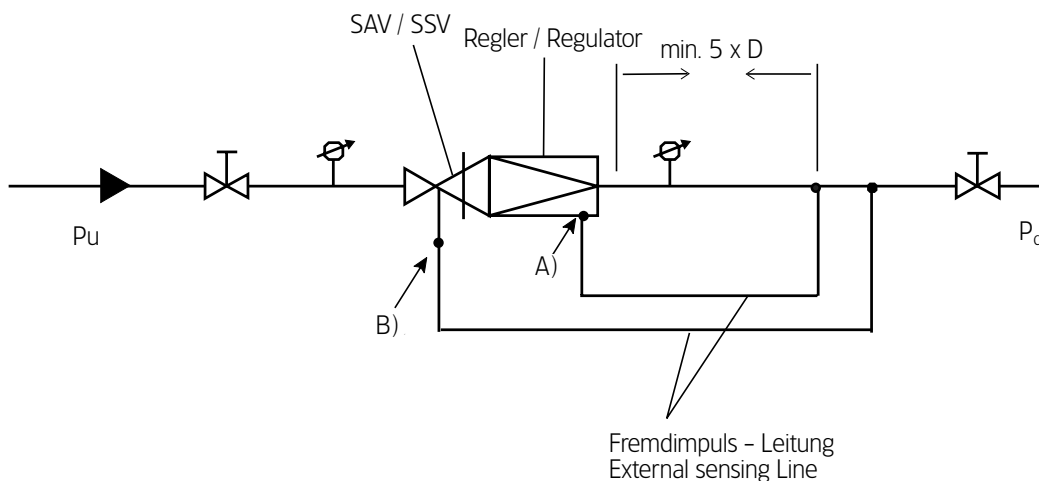 SAV / SSV
Regler / Regulator
min. 5 x D
Pu
A)
B)
Fremdimpuls – Leitung
External sensing Line